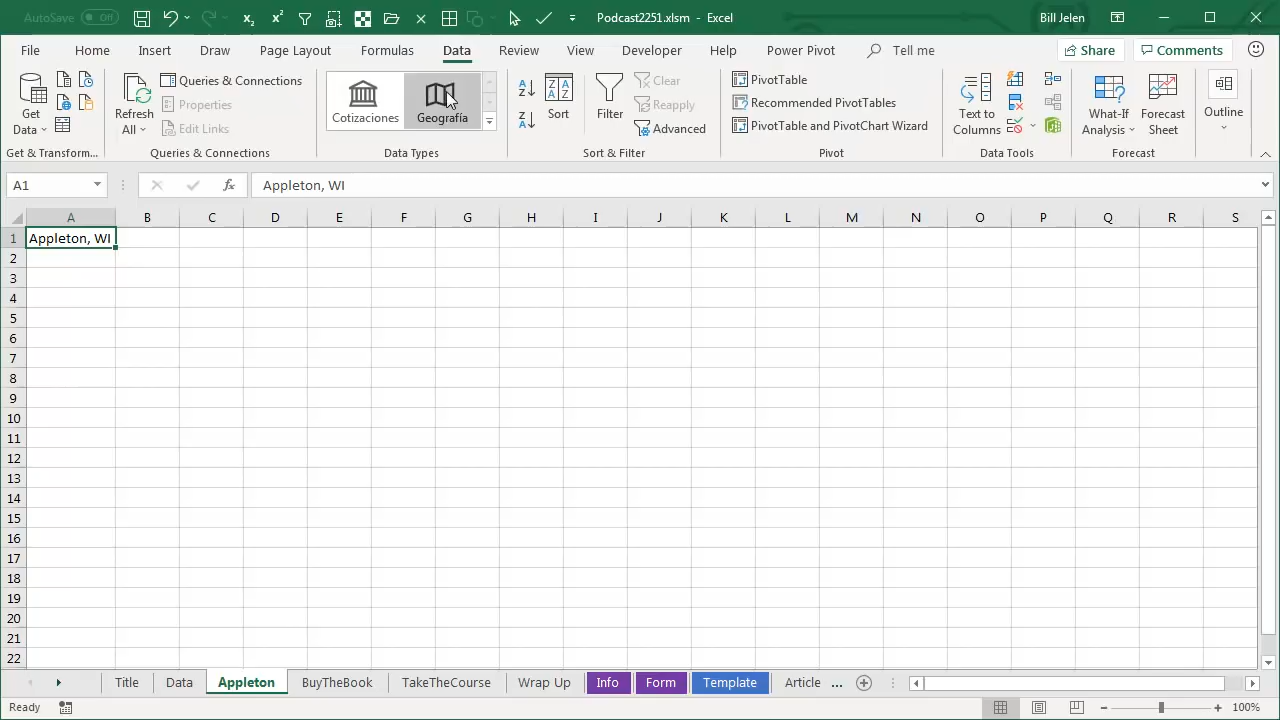 AutoSave Off Podcast2251.xlsm - Excel Bill Jelen
File Home Insert Draw Page Layout Formulas Data Review View Developer Help Power Pivot Tell me Share Comments
Get Data
Refresh All
Queries & Connections
Properties
Edit Links
Cotizaciones
Geografía
Sort
Filter
Clear
Reapply
Advanced
PivotTable
Recommended PivotTables
PivotTable and PivotChart Wizard
Text to Columns
What-If Analysis
Forecast Sheet
Outline
Get & Transform... Queries & Connections Data Types Sort & Filter Pivot Data Tools Forecast
A1 fx Appleton, WI
A B C D E F G H I J K L M N O P Q R S
1 Appleton, WI
2
3
4
5
6
7
8
9
10
11
12
13
14
15
16
17
18
19
20
21
22
Title Data Appleton BuyTheBook TakeTheCourse Wrap Up Info Form Template Article ...
Ready 100%